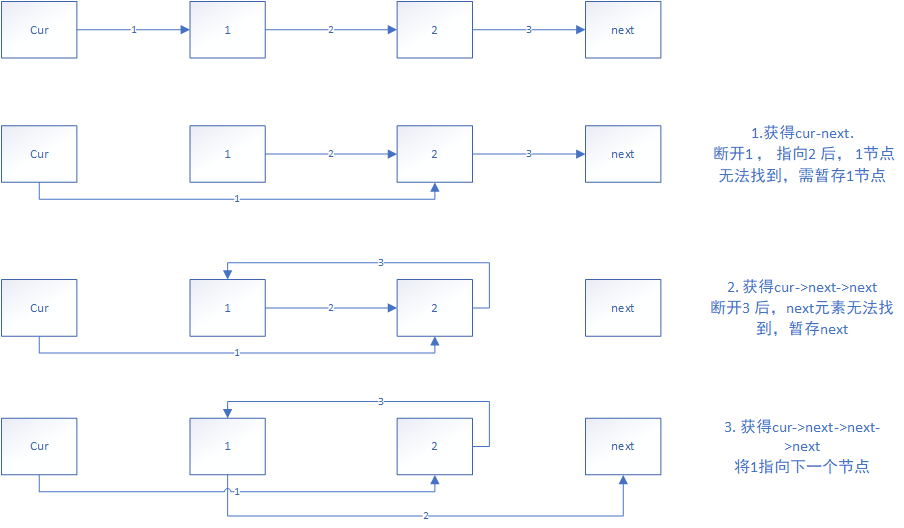 Cur
1
1
2
2
3
next
Cur
1
2
2
3
next
1
1.获得cur-next.
断开1， 指向2 后， 1节点
无法找到，需暂存1节点
3
Cur
1
2
2
next
1
2. 获得cur->next->next
断开3 后，next元素无法找
到，暂存next
3
Cur
1
2
next
1
2
3. 获得cur->next->next-
>next
将1指向下一个节点